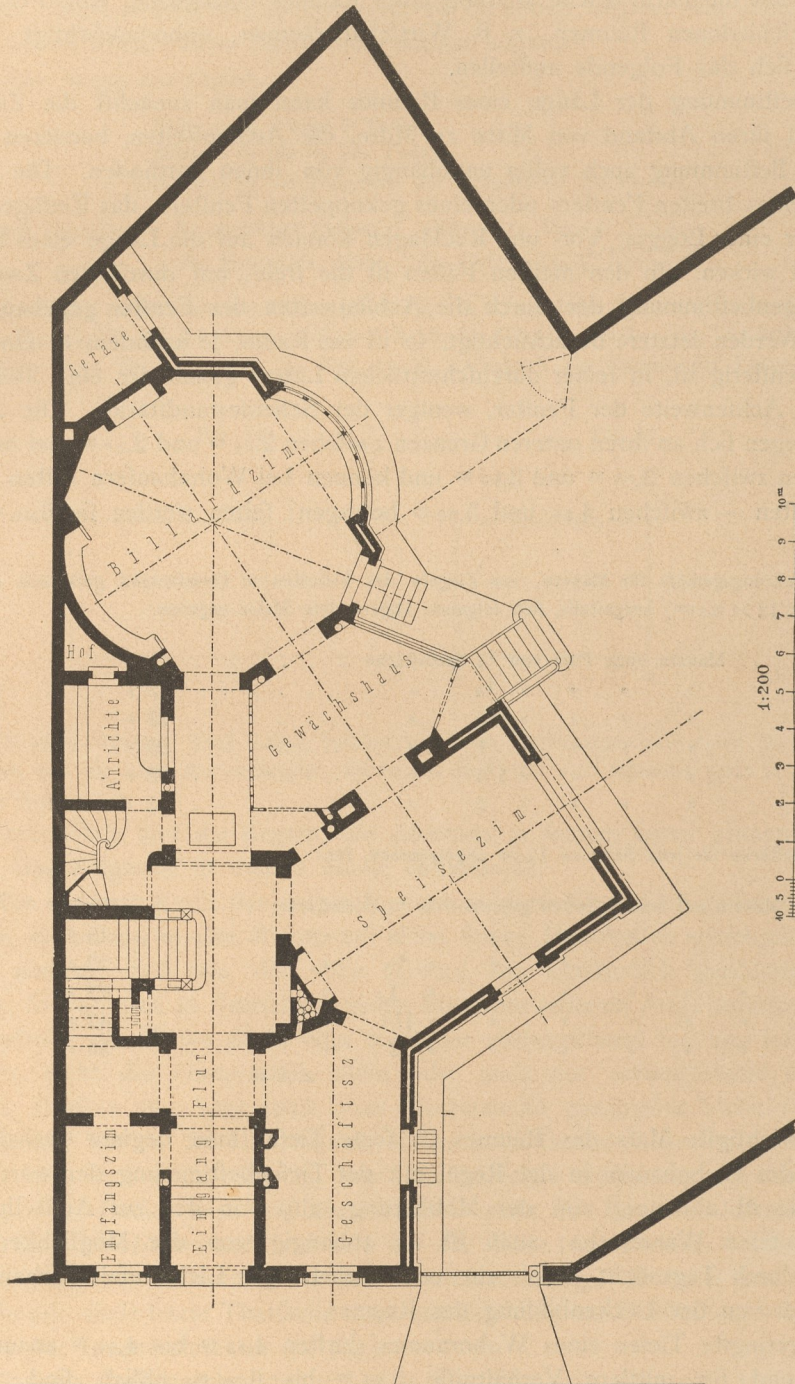 Geräte
Billardzim.
Hof
Anrichte
Gewächshaus
Speisezim.
Flur
Eingang
Empfangszim
Geschäftsz.
1:200
10 5 0 1 2 3 4 5 6 7 8 9 10 m